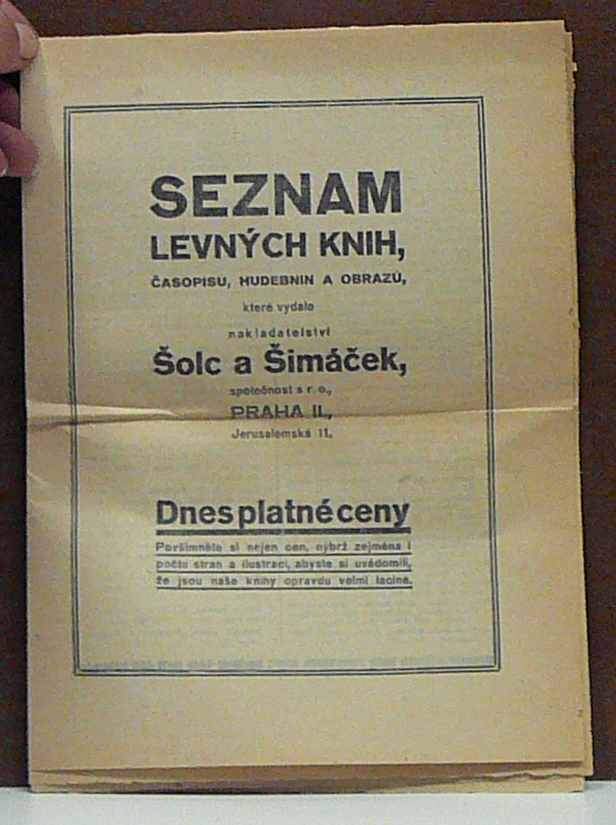 SEZNAM
LEVNÝCH KNIH,
ČASOPISŮ, HUDEBNIN A OBRAZŮ,
které vydalo
nakladatelství
Šolc a Šimáček,
společnost s r. o.,
PRAHA II.,
Jerusalemská 11.
Dnes platné ceny
Povšimněte si nejen cen, nýbrž zejména i
počtu stran a ilustrací, abyste si uvědomili,
že jsou naše knihy opravdu velmi laciné.